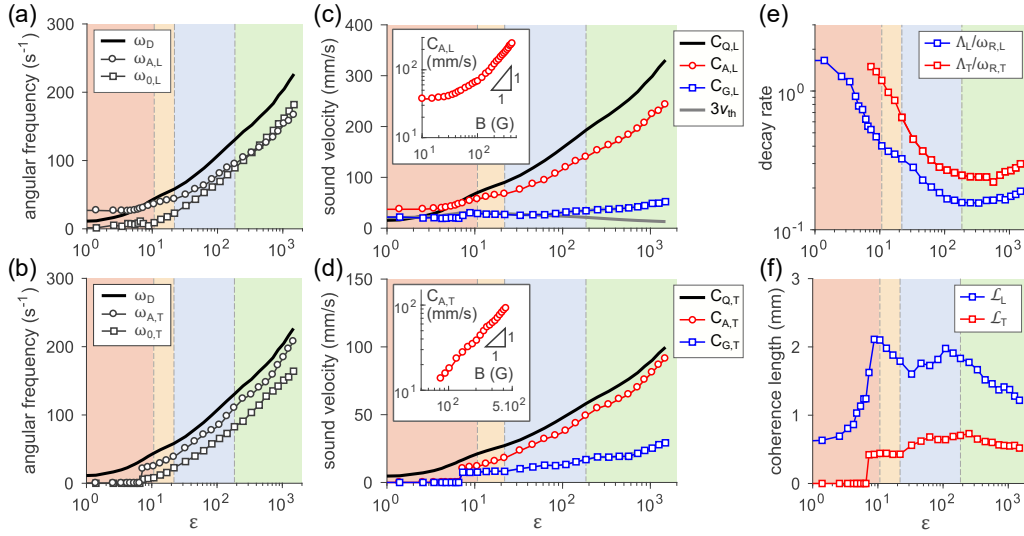 (a)
angular frequency (s⁻¹)
300
200
100
0
ω_D
ω_A,L
ω_0,L
10⁰
10¹
10²
10³
(b)
angular frequency (s⁻¹)
300
200
100
0
ω_D
ω_A,T
ω_0,T
10⁰
10¹
10²
10³
ε
(c)
sound velocity (mm/s)
400
300
200
100
0
C_A,L
(mm/s)
10²
10¹
1
1
B (G)
10¹
10²
C_Q,L
C_A,L
C_G,L
3v_th
10⁰
10¹
10²
10³
(d)
sound velocity (mm/s)
150
100
50
0
C_A,T
(mm/s)
10²
10¹
1
1
B (G)
10²
5.10²
C_Q,T
C_A,T
C_G,T
10⁰
10¹
10²
10³
ε
(e)
decay rate
10⁰
10⁻¹
Λ_L/ω_R,L
Λ_T/ω_R,T
10⁰
10¹
10²
10³
(f)
coherence length (mm)
3
2
1
0
ℒ_L
ℒ_T
10⁰
10¹
10²
10³
ε